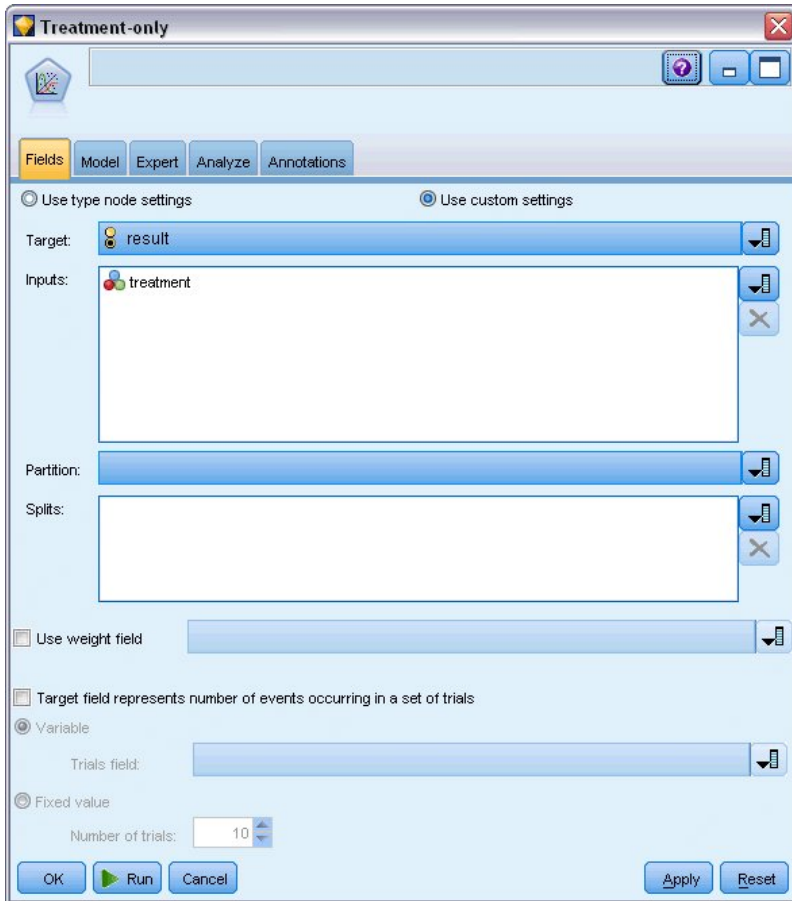 Treatment-only
Fields Model Expert Analyze Annotations
Use type node settings Use custom settings
Target: result
Inputs: treatment
Partition:
Splits:
Use weight field
Target field represents number of events occurring in a set of trials
Variable
Trials field:
Fixed value
Number of trials: 10
OK Run Cancel Apply Reset